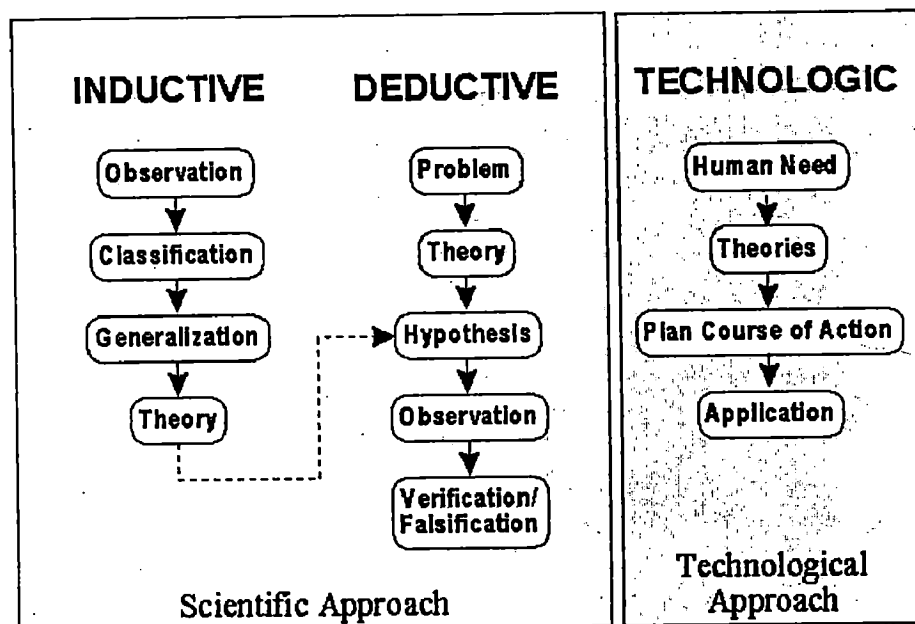 INDUCTIVE
Observation
Classification
Generalization
Theory
DEDUCTIVE
Problem
Theory
Hypothesis
Observation
Verification/
Falsification
Scientific Approach
TECHNOLOGIC
Human Need
Theories
Plan Course of Action
Application
Technological
Approach